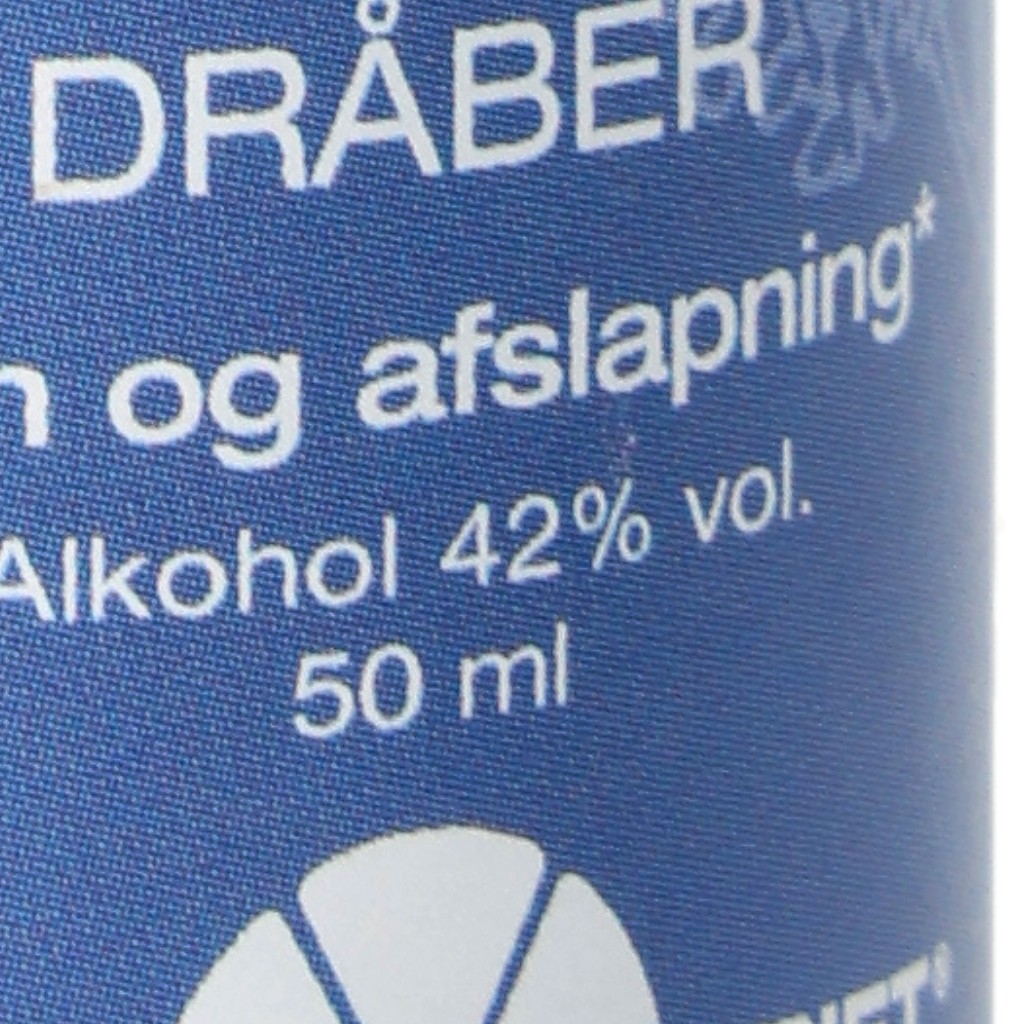 DRÅBER
og afslapning*
Alkohol 42% vol.
50 ml